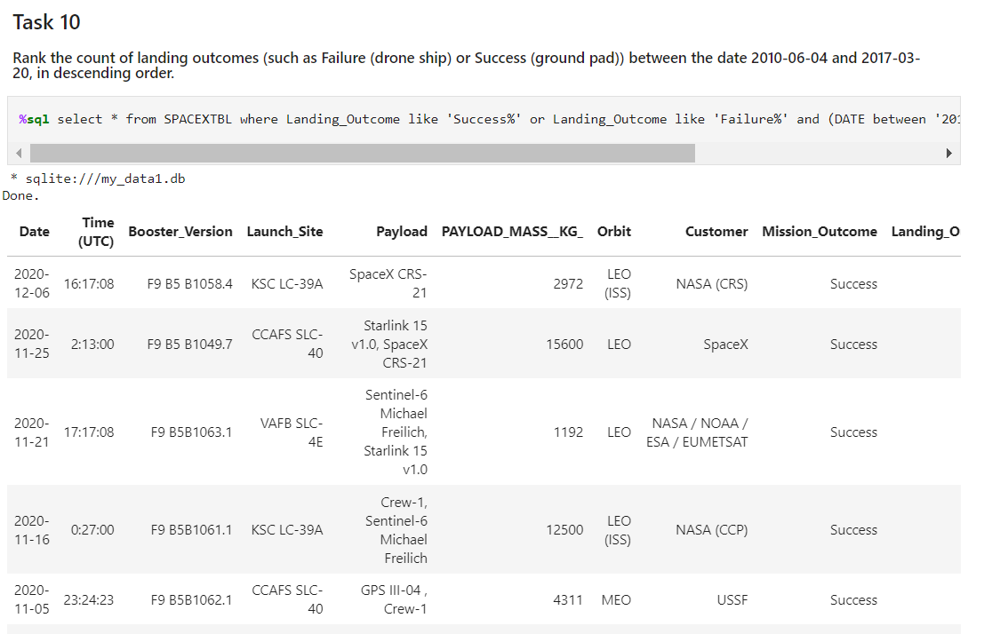 Task 10
Rank the count of landing outcomes (such as Failure (drone ship) or Success (ground pad)) between the date 2010-06-04 and 2017-03-
20, in descending order.
%sql select * from SPACEXTBL where Landing_Outcome like 'Success%' or Landing_Outcome like 'Failure%' and (DATE between '201
* sqlite:///my_data1.db
Done.
Date Time (UTC) Booster_Version Launch_Site Payload PAYLOAD_MASS__KG_ Orbit Customer Mission_Outcome Landing_O
2020-12-06 16:17:08 F9 B5 B1058.4 KSC LC-39A SpaceX CRS-21 2972 LEO (ISS) NASA (CRS) Success
2020-11-25 2:13:00 F9 B5 B1049.7 CCAFS SLC-40 Starlink 15 v1.0, SpaceX CRS-21 15600 LEO SpaceX Success
2020-11-21 17:17:08 F9 B5B1063.1 VAFB SLC-4E Sentinel-6 Michael Freilich, Starlink 15 v1.0 1192 LEO NASA / NOAA / ESA / EUMETSAT Success
2020-11-16 0:27:00 F9 B5B1061.1 KSC LC-39A Crew-1, Sentinel-6 Michael Freilich 12500 LEO (ISS) NASA (CCP) Success
2020-11-05 23:24:23 F9 B5B1062.1 CCAFS SLC-40 GPS III-04 , Crew-1 4311 MEO USSF Success